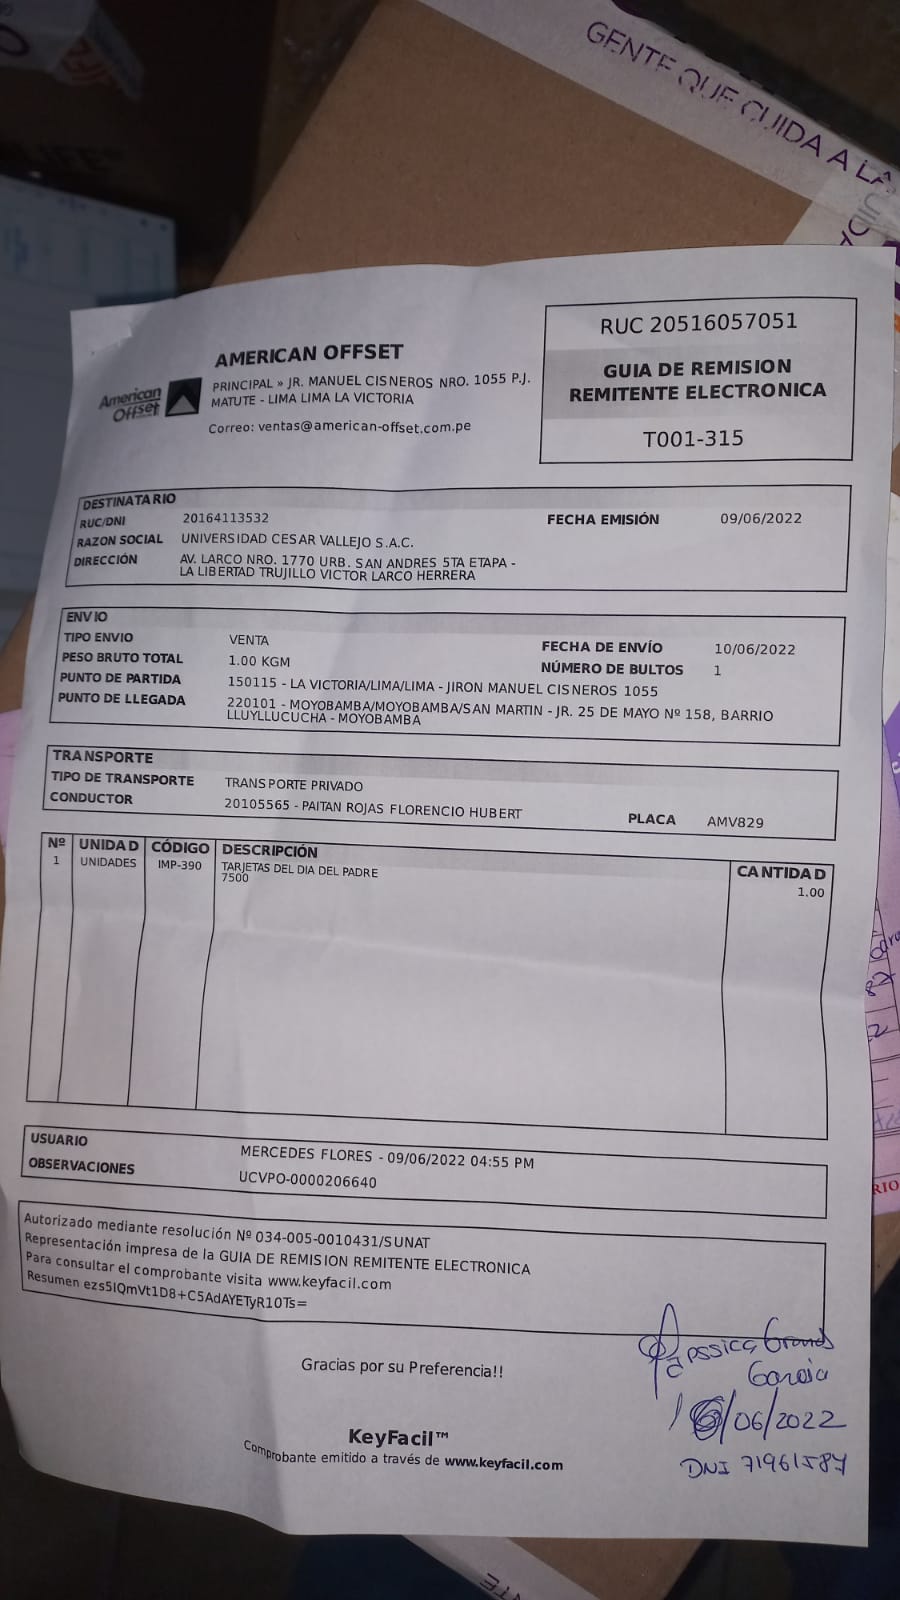 GENTE QUE CUIDA A LA
AMERICAN OFFSET
American
Offset
PRINCIPAL » JR. MANUEL CISNEROS NRO. 1055 P.J.
MATUTE - LIMA LIMA LA VICTORIA
Correo: ventas@american-offset.com.pe
RUC 20516057051
GUIA DE REMISION
REMITENTE ELECTRONICA
T001-315
DESTINATARIO
RUC/DNI 20164113532 FECHA EMISIÓN 09/06/2022
RAZON SOCIAL UNIVERSIDAD CESAR VALLEJO S.A.C.
DIRECCIÓN AV. LARCO NRO. 1770 URB. SAN ANDRES 5TA ETAPA -
LA LIBERTAD TRUJILLO VICTOR LARCO HERRERA
ENVIO
TIPO ENVIO VENTA FECHA DE ENVÍO 10/06/2022
PESO BRUTO TOTAL 1.00 KGM NÚMERO DE BULTOS 1
PUNTO DE PARTIDA 150115 - LA VICTORIA/LIMA/LIMA - JIRON MANUEL CISNEROS 1055
PUNTO DE LLEGADA 220101 - MOYOBAMBA/MOYOBAMBA/SAN MARTIN - JR. 25 DE MAYO Nº 158, BARRIO
LLUYLLUCUCHA - MOYOBAMBA
TRANSPORTE
TIPO DE TRANSPORTE TRANSPORTE PRIVADO
CONDUCTOR 20105565 - PAITAN ROJAS FLORENCIO HUBERT PLACA AMV829
Nº UNIDAD CÓDIGO DESCRIPCIÓN CANTIDAD
1 UNIDADES IMP-390 TARJETAS DEL DIA DEL PADRE 1.00
7500
USUARIO MERCEDES FLORES - 09/06/2022 04:55 PM
OBSERVACIONES UCVPO-0000206640
Autorizado mediante resolución Nº 034-005-0010431/SUNAT
Representación impresa de la GUIA DE REMISION REMITENTE ELECTRONICA
Para consultar el comprobante visita www.keyfacil.com
Resumen ezs5IQmVt1D8+C5AdAYETyR10Ts=
Gracias por su Preferencia!!
García
/06/2022
DNI 71961587
KeyFacil™
Comprobante emitido a través de www.keyfacil.com